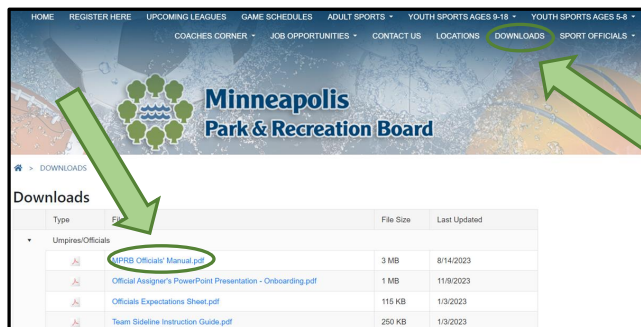 HOME REGISTER HERE UPCOMING LEAGUES GAME SCHEDULES ADULT SPORTS YOUTH SPORTS AGES 9-18 YOUTH SPORTS AGES 5-8
COACHES CORNER JOB OPPORTUNITIES CONTACT US LOCATIONS DOWNLOADS SPORT OFFICIALS
Minneapolis
Park & Recreation Board
> DOWNLOADS
Downloads
Type File Size Last Updated
Umpires/Officials
MPRB Officials' Manual.pdf 3 MB 8/14/2023
Official Assigner's PowerPoint Presentation - Onboarding.pdf 1 MB 11/9/2023
Officials Expectations Sheet.pdf 115 KB 1/3/2023
Team Sideline Instruction Guide.pdf 250 KB 1/3/2023